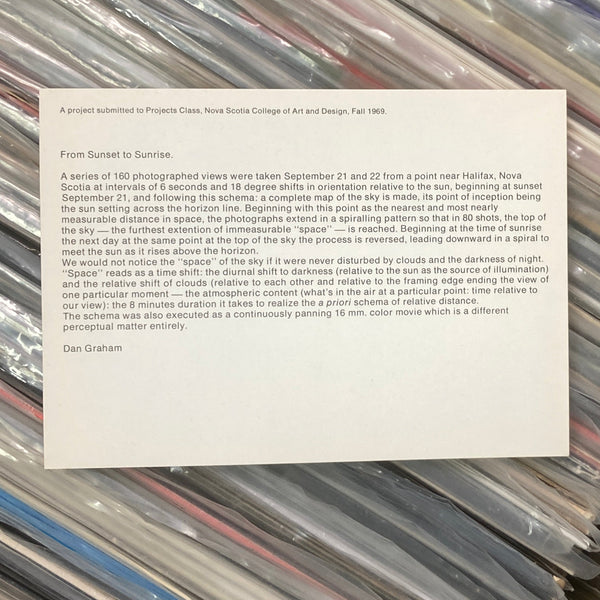 A project submitted to Projects Class, Nova Scotia College of Art and Design, Fall 1969.
From Sunset to Sunrise.
A series of 160 photographed views were taken September 21 and 22 from a point near Halifax, Nova
Scotia at intervals of 6 seconds and 18 degree shifts in orientation relative to the sun, beginning at sunset
September 21, and following this schema: a complete map of the sky is made, its point of inception being
the sun setting across the horizon line. Beginning with this point as the nearest and most nearly
measurable distance in space, the photographs extend in a spiralling pattern so that in 80 shots, the top of
the sky — the furthest extention of immeasurable "space" — is reached. Beginning at the time of sunrise
the next day at the same point at the top of the sky the process is reversed, leading downward in a spiral to
meet the sun as it rises above the horizon.
We would not notice the "space" of the sky if it were never disturbed by clouds and the darkness of night.
"Space" reads as a time shift: the diurnal shift to darkness (relative to the sun as the source of illumination)
and the relative shift of clouds (relative to each other and relative to the framing edge ending the view of
one particular moment — the atmospheric content (what's in the air at a particular point: time relative to
our view): the 8 minutes duration it takes to realize the a priori schema of relative distance.
The schema was also executed as a continuously panning 16 mm. color movie which is a different
perceptual matter entirely.
Dan Graham